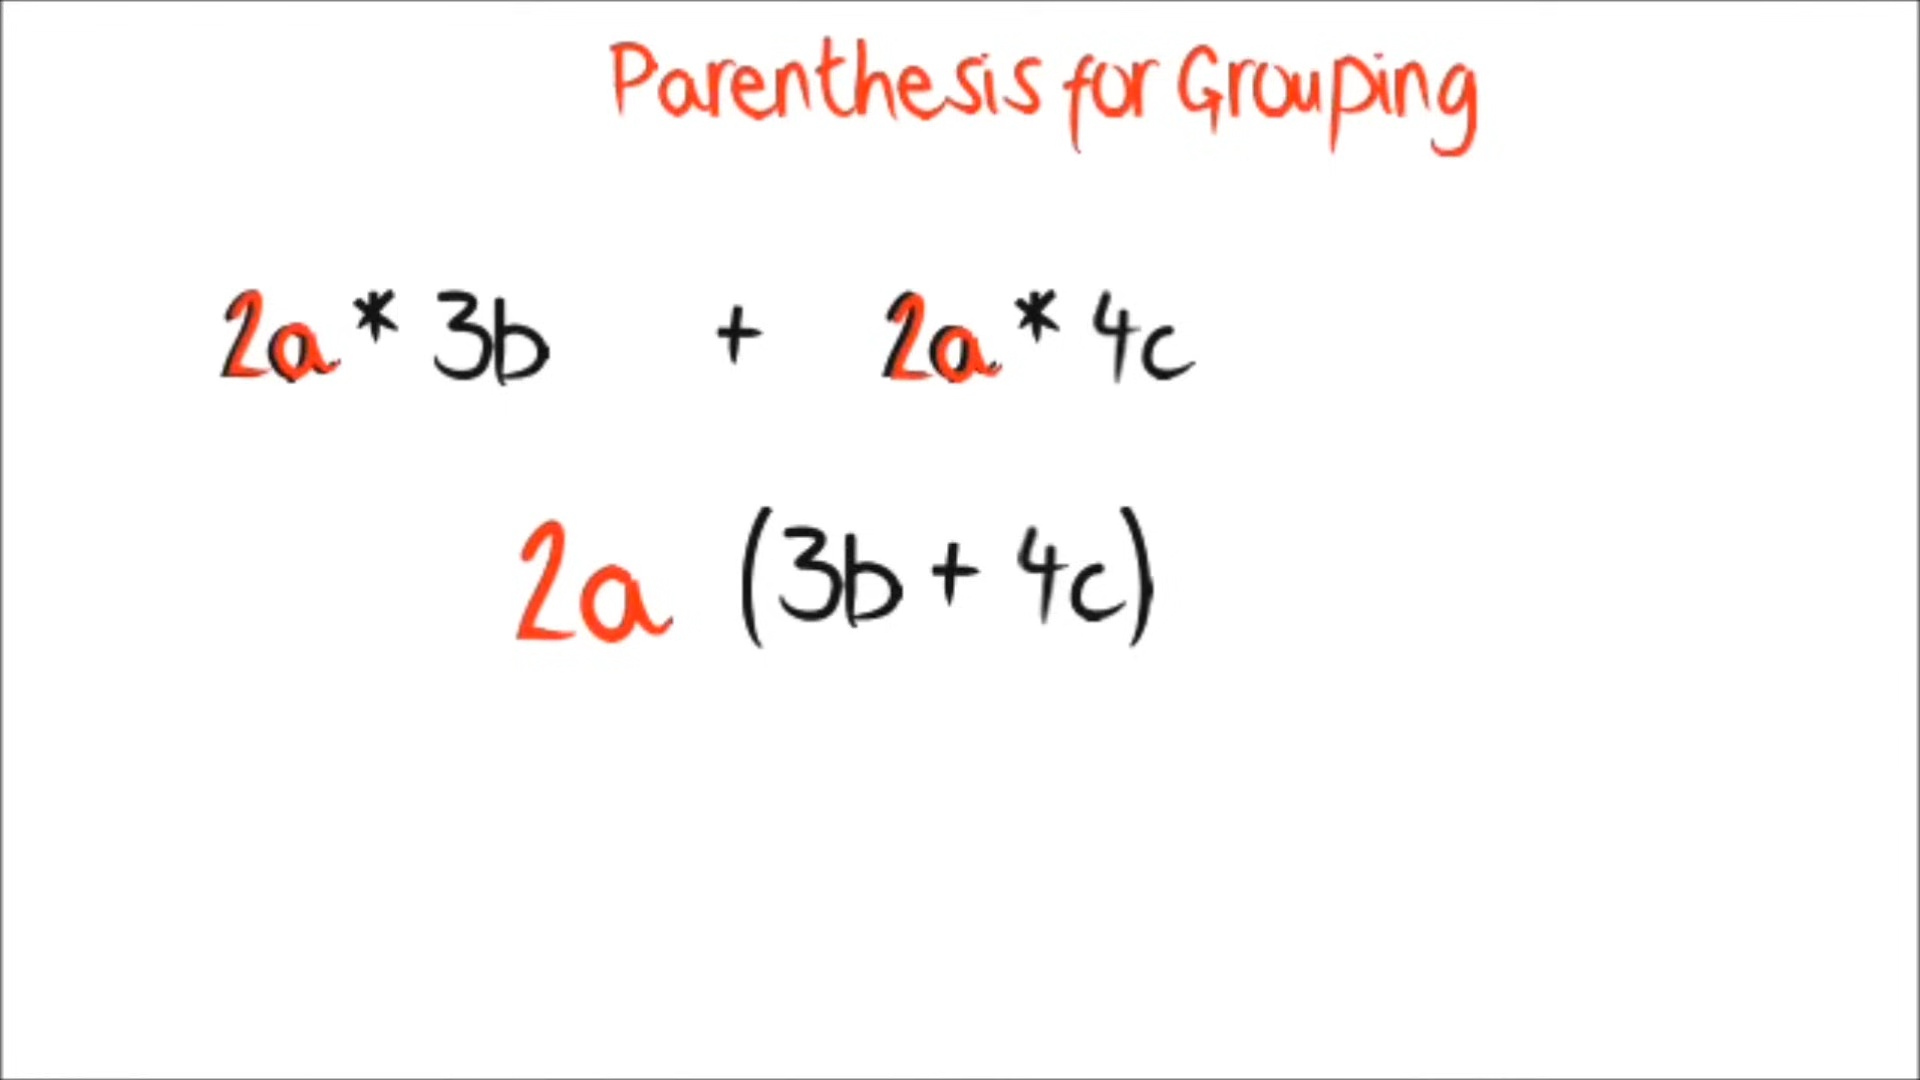 Parenthesis for Grouping
2a * 3b + 2a * 4c
2a (3b + 4c)